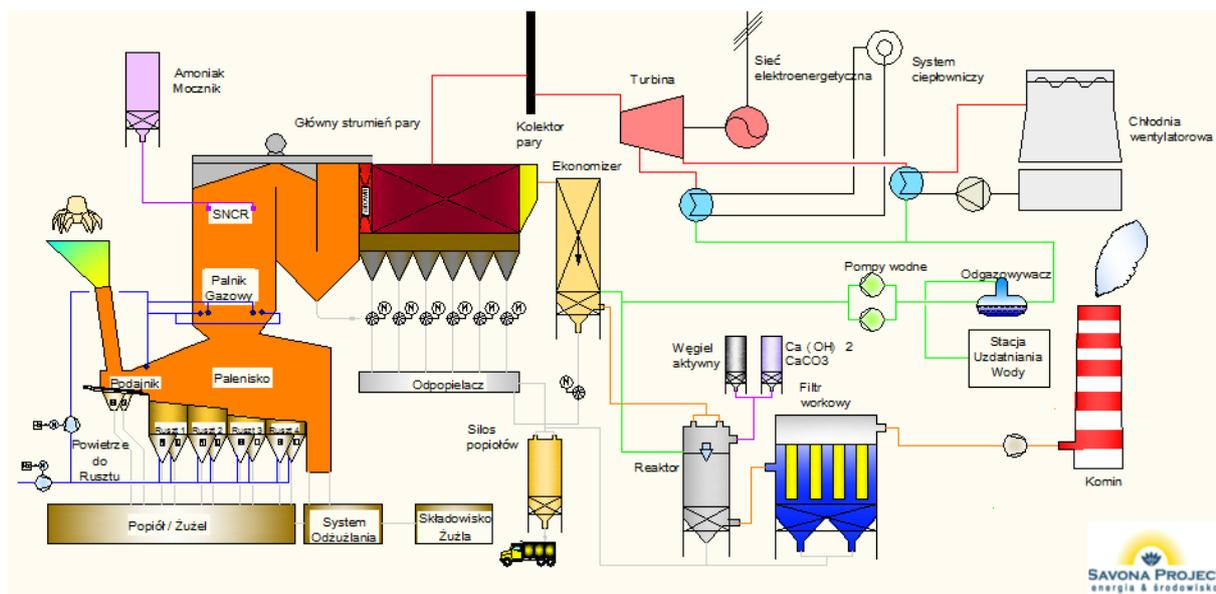 Amoniak
Mocznik
Główny strumień pary
Kolektor
pary
Turbina
Sieć
elektroenergetyczna
System
ciepłowniczy
Chłodnia
wentylatorowa
Ekonomizer
SNCR
Palnik
Gazowy
Pompy wodne
Odgazowywacz
Stacja
Uzdatniania
Wody
Podajnik
Palenisko
Odpopielacz
Węgiel
aktywny
Ca ( OH ) 2
CaCO3
Filtr
workowy
Ruszt 1
Ruszt 2
Ruszt 3
Ruszt 4
Powietrze
do
Rusztu
Silos
popiołów
Reaktor
Komin
Popiół / Żużel
System
Odżużlania
Składowisko
Żużla
M
M
M
M
M
M
M
SAVONA PROJEC
energia & środowisko